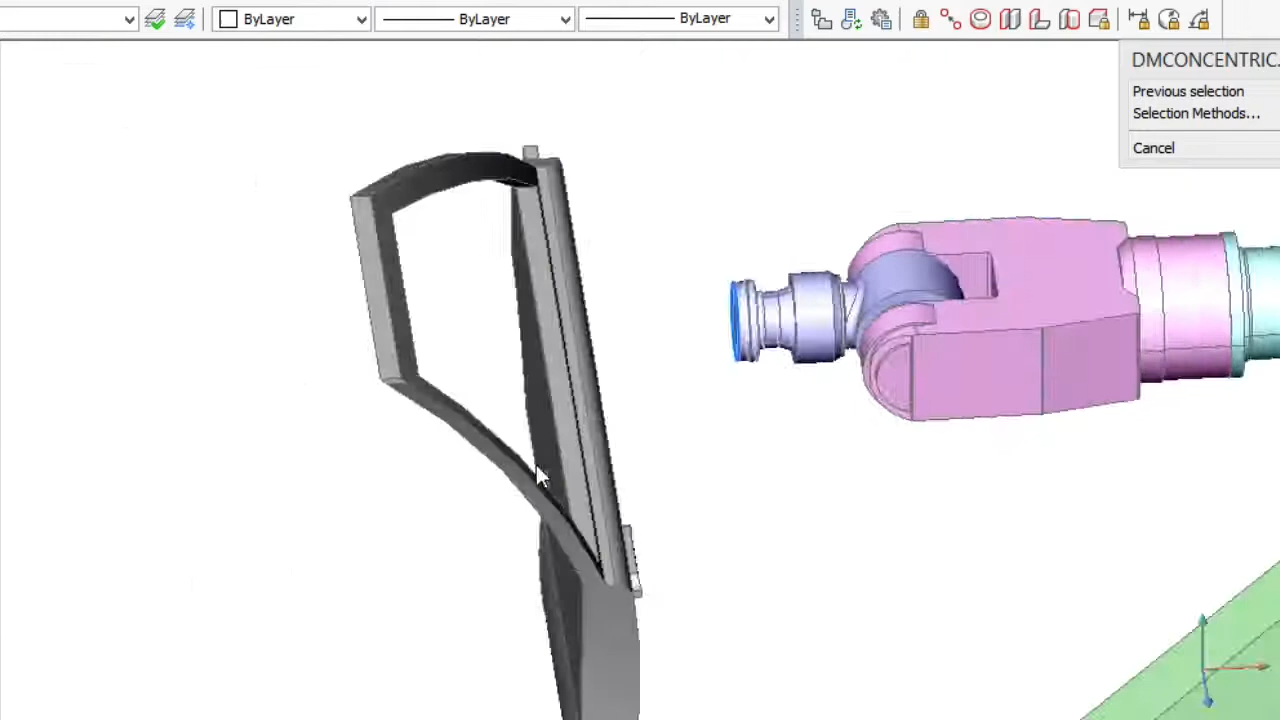 ByLayer
ByLayer
ByLayer
DMCONCENTRIC.
Previous selection
Selection Methods...
Cancel